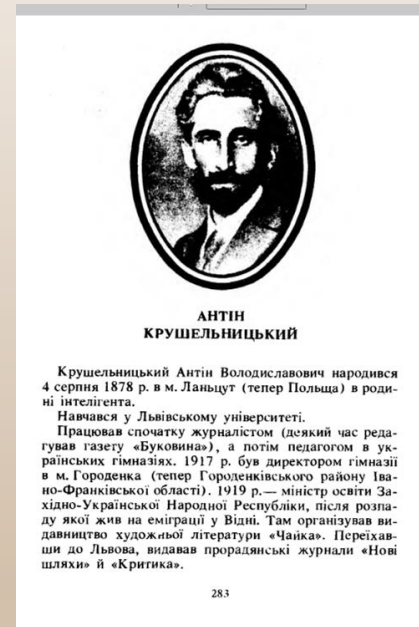 АНТІН
КРУШЕЛЬНИЦЬКИЙ
Крушельницький Антін Володиславович народився
4 серпня 1878 р. в м. Ланьцут (тепер Польща) в роди-
ні інтелігента.
Навчався у Львівському університеті.
Працював спочатку журналістом (деякий час реда-
гував газету «Буковина»), а потім педагогом в ук-
раїнських гімназіях. 1917 р. був директором гімназії
в м. Городенка (тепер Городенківського району Іва-
но-Франківської області). 1919 р.— міністр освіти За-
хідно-Української Народної Республіки, після розпа-
ду якої жив на еміграції у Відні. Там організував ви-
давництво художньої літератури «Чайка». Переїхав-
ши до Львова, видавав прорадянські журнали «Нові
шляхи» й «Критика».
283